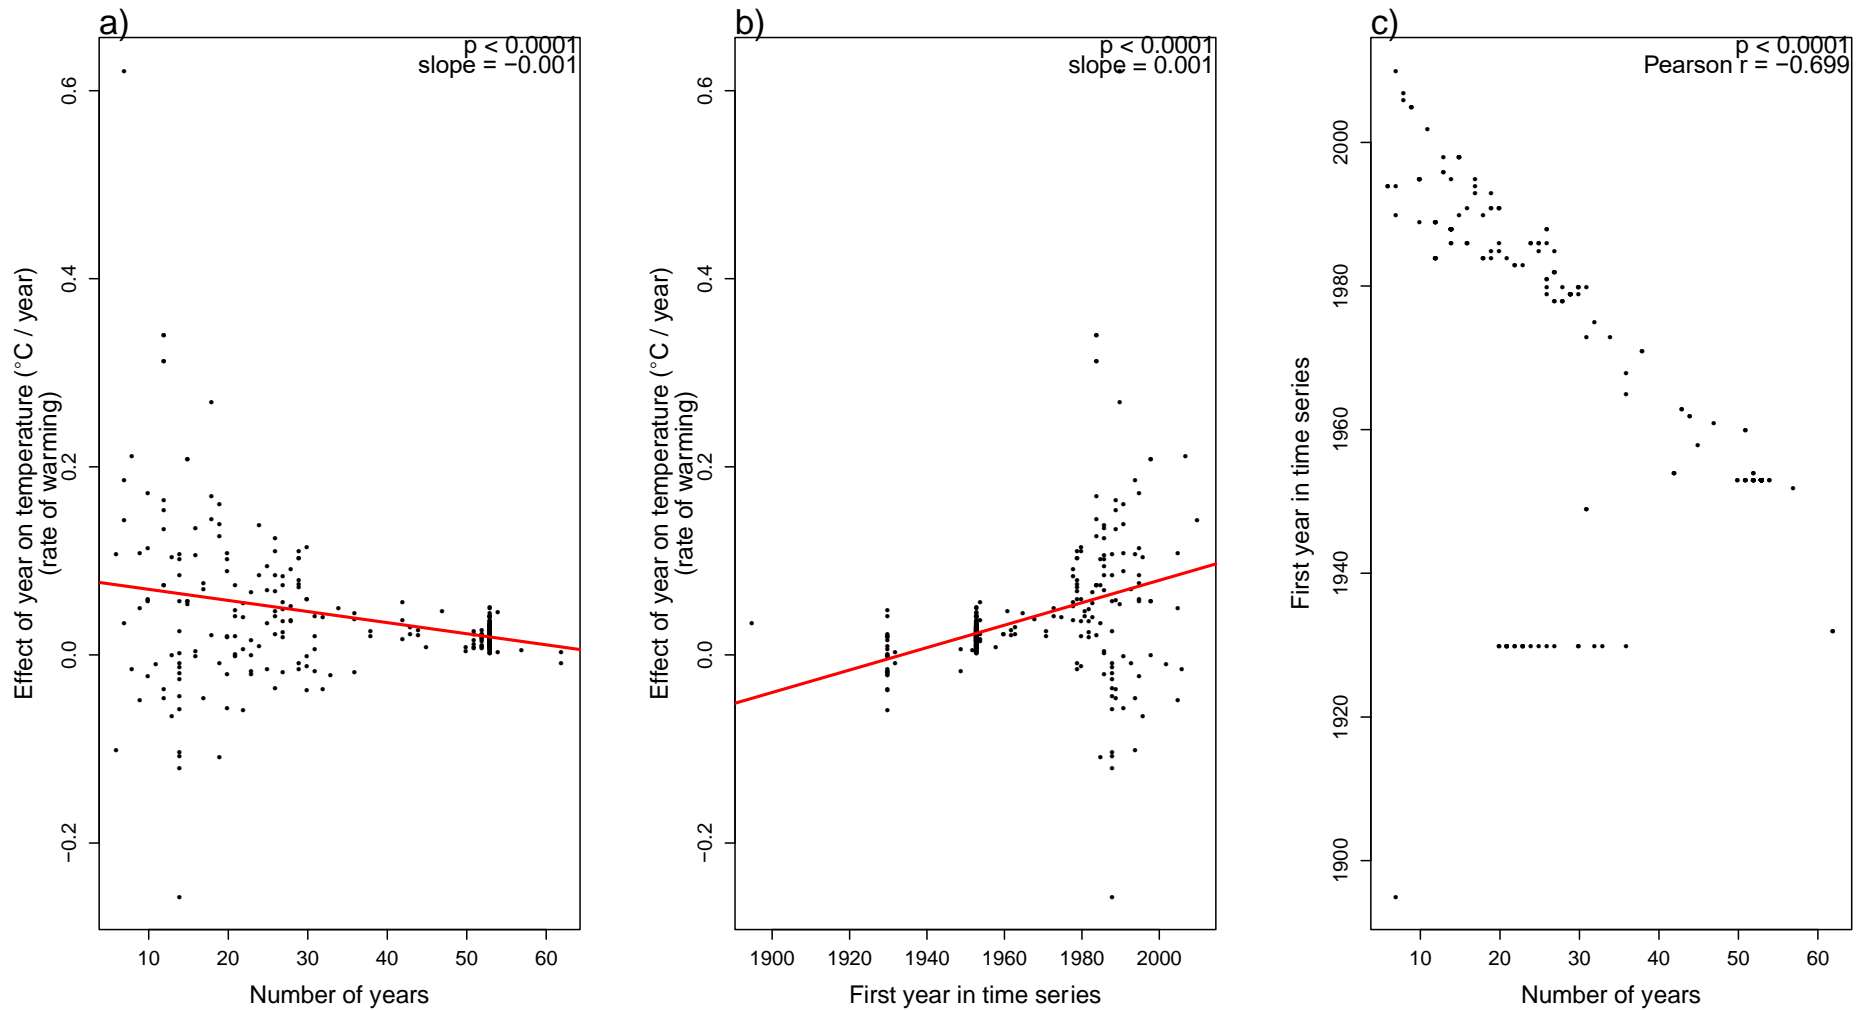 a)
p < 0.0001
slope = −0.001
Effect of year on temperature (°C / year)
(rate of warming)
0.6
0.4
0.2
0.0
−0.2
10 20 30 40 50 60
Number of years
b)
p < 0.0001
slope = 0.001
Effect of year on temperature (°C / year)
(rate of warming)
0.6
0.4
0.2
0.0
−0.2
1900 1920 1940 1960 1980 2000
First year in time series
c)
p < 0.0001
Pearson r = −0.699
First year in time series
2000
1980
1960
1940
1920
1900
10 20 30 40 50 60
Number of years